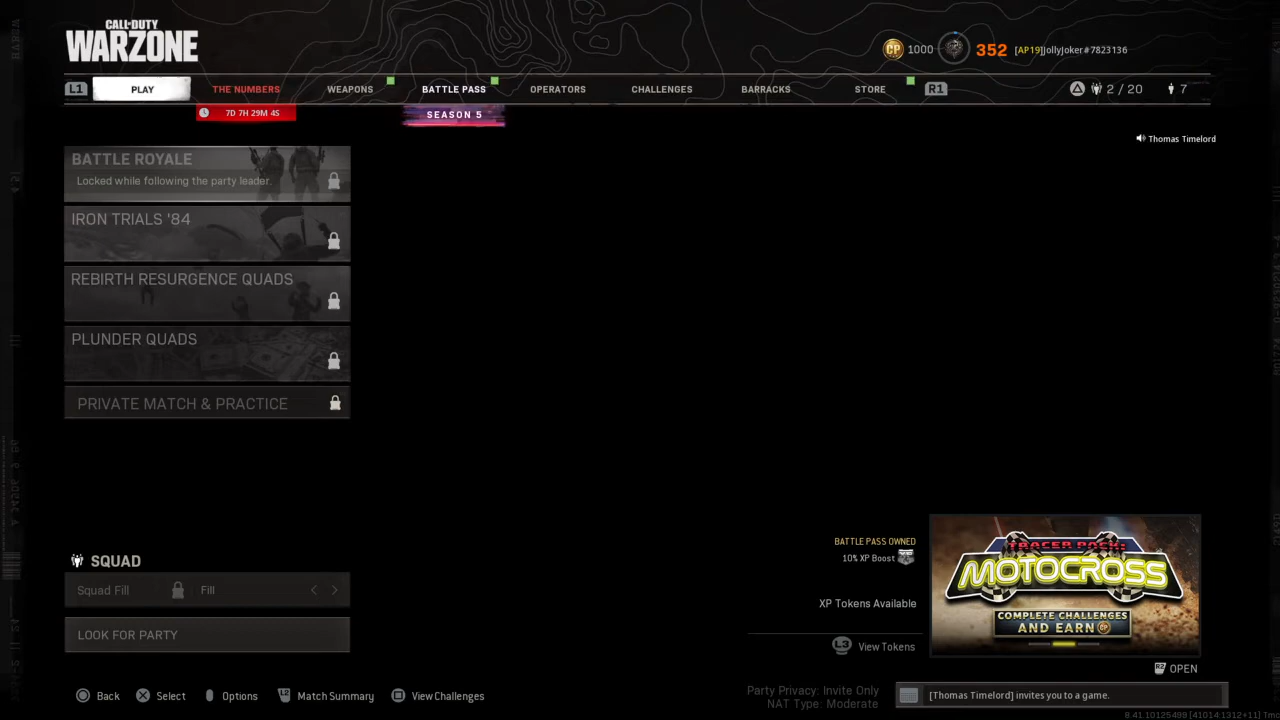 CALL OF DUTY
WARZONE
CP 1000 352 [AP19]JollyJoker#7823136
L1 PLAY THE NUMBERS WEAPONS BATTLE PASS OPERATORS CHALLENGES BARRACKS STORE R1 2 / 20 7
7D 7H 29M 4S SEASON 5
Thomas Timelord
BATTLE ROYALE
Locked while following the party leader.
IRON TRIALS '84
REBIRTH RESURGENCE QUADS
PLUNDER QUADS
PRIVATE MATCH & PRACTICE
SQUAD
Squad Fill Fill
LOOK FOR PARTY
BATTLE PASS OWNED
10% XP Boost
XP Tokens Available
L3 View Tokens
TRACER PACK:
MOTOCROSS
COMPLETE CHALLENGES
AND EARN CP
OPEN
Back Select Options L2 Match Summary View Challenges
Party Privacy: Invite Only
NAT Type: Moderate
[Thomas Timelord] invites you to a game.